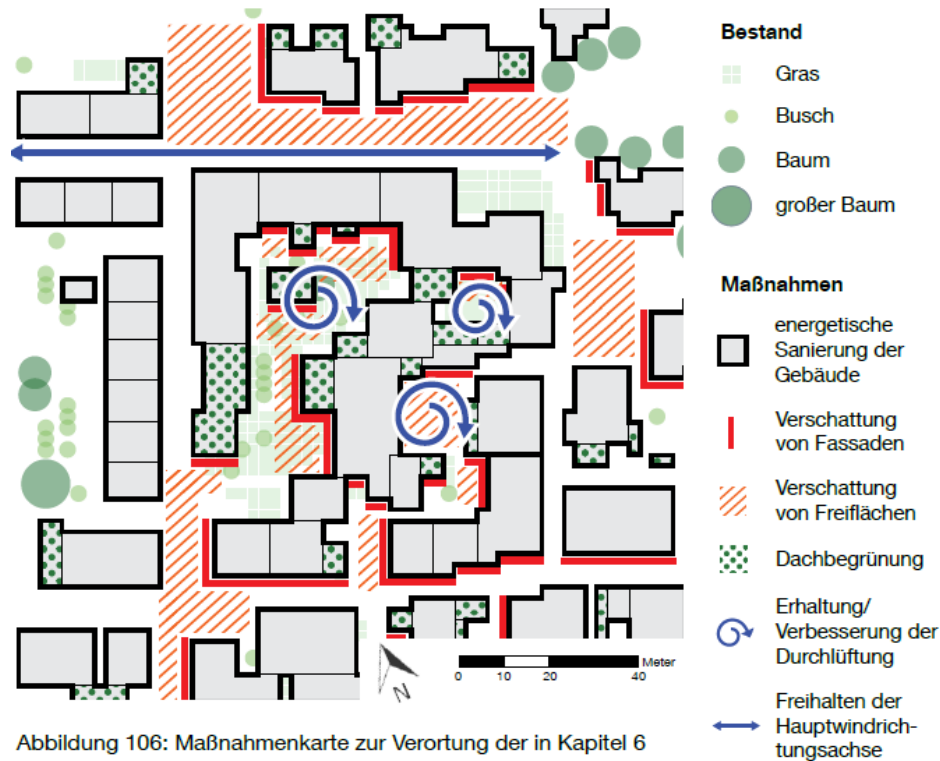 Bestand
Gras
Busch
Baum
großer Baum
Maßnahmen
energetische
Sanierung der
Gebäude
Verschattung
von Fassaden
Verschattung
von Freiflächen
Dachbegrünung
Erhaltung/
Verbesserung der
Durchlüftung
Freihalten der
Hauptwindrich-
tungsachse
N
Meter
0 10 20 40
Abbildung 106: Maßnahmenkarte zur Verortung der in Kapitel 6